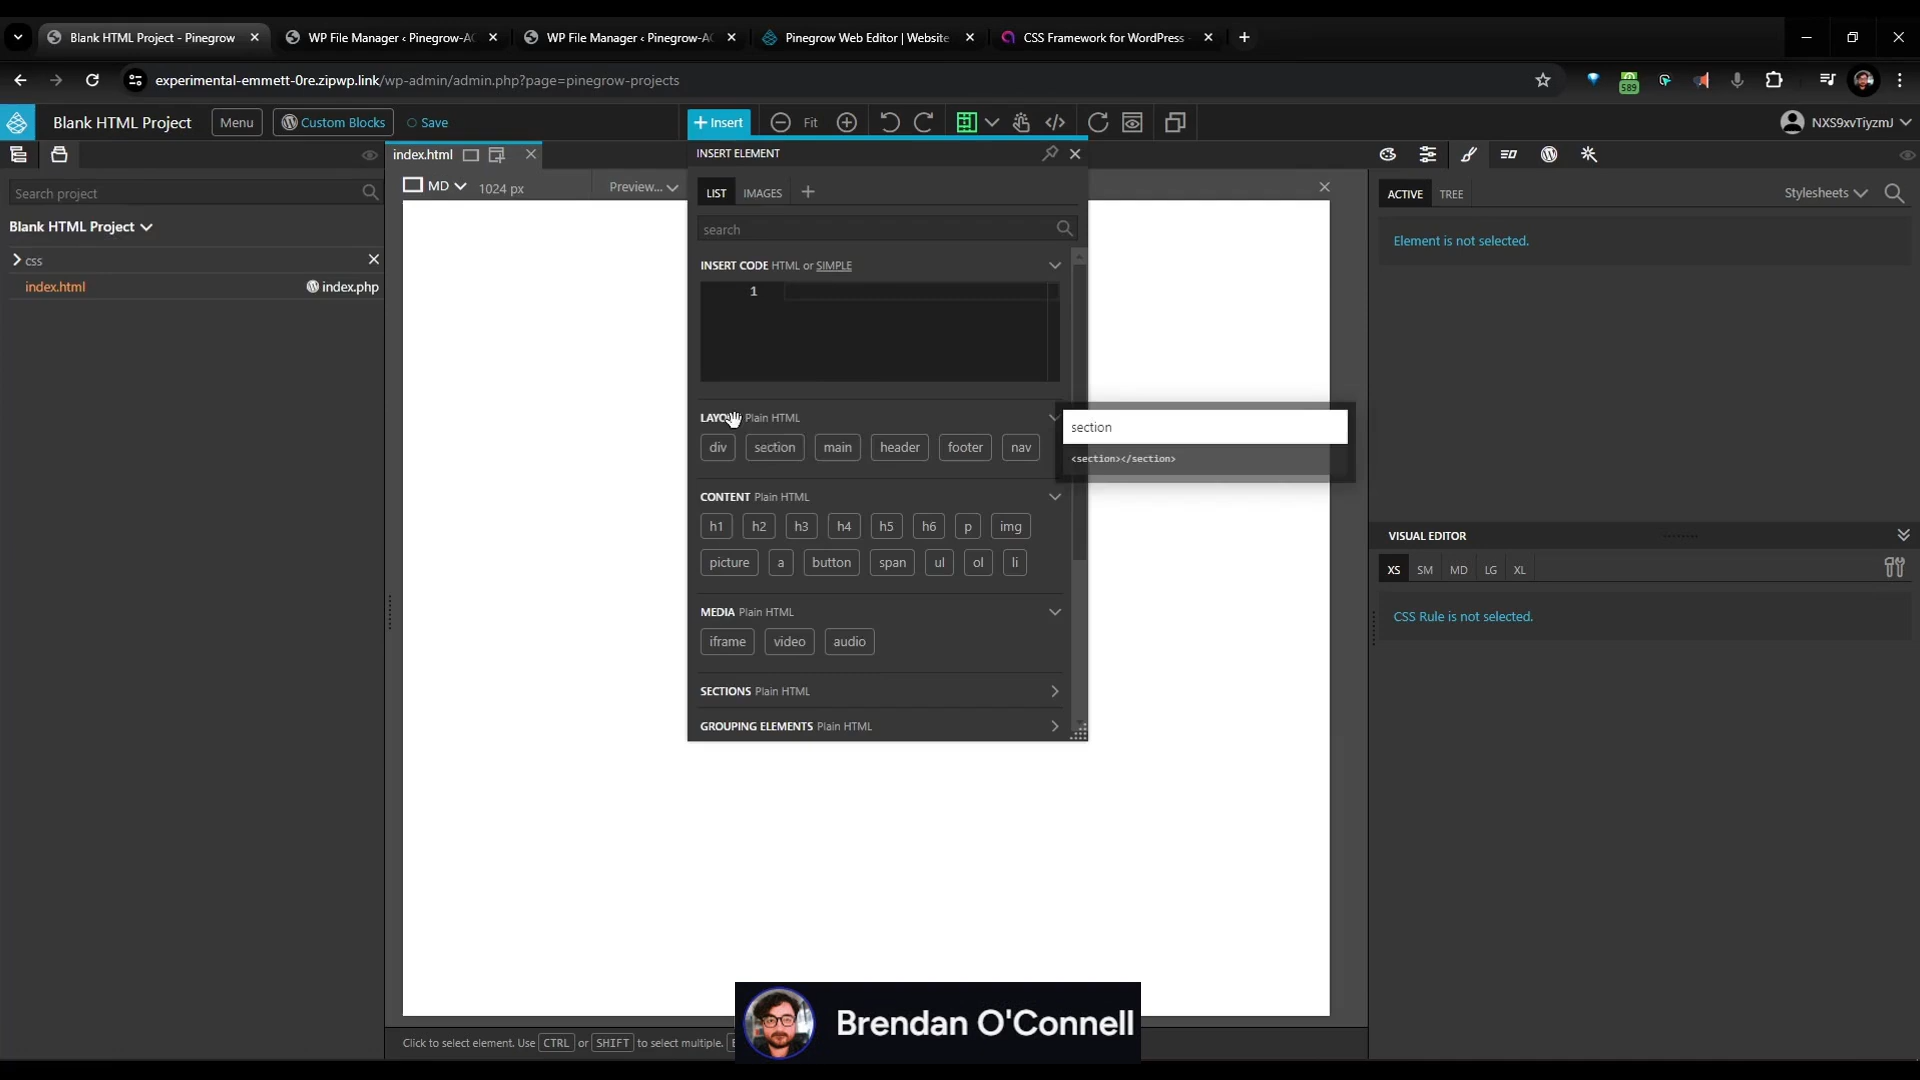 Blank HTML Project - Pinegrow
WP File Manager ‹ Pinegrow-AC
WP File Manager ‹ Pinegrow-AC
Pinegrow Web Editor | Website
CSS Framework for WordPress -
experimental-emmett-0re.zipwp.link/wp-admin/admin.php?page=pinegrow-projects
589
Blank HTML Project
Menu
Custom Blocks
Save
+ Insert
Fit
NXS9xvTiyzmJ
index.html
INSERT ELEMENT
Search project
MD
1024 px
Preview...
LIST
IMAGES
ACTIVE
TREE
Stylesheets
search
Blank HTML Project
Element is not selected.
css
INSERT CODE HTML or SIMPLE
index.html
index.php
1
Plain HTML
section
div
section
main
header
footer
nav
<section></section>
CONTENT Plain HTML
h1
h2
h3
h4
h5
h6
p
img
VISUAL EDITOR
picture
a
button
span
ul
ol
li
XS
SM
MD
LG
XL
MEDIA Plain HTML
CSS Rule is not selected.
iframe
video
audio
SECTIONS Plain HTML
GROUPING ELEMENTS Plain HTML
Brendan O'Connell
Click to select element. Use CTRL or SHIFT to select multiple.